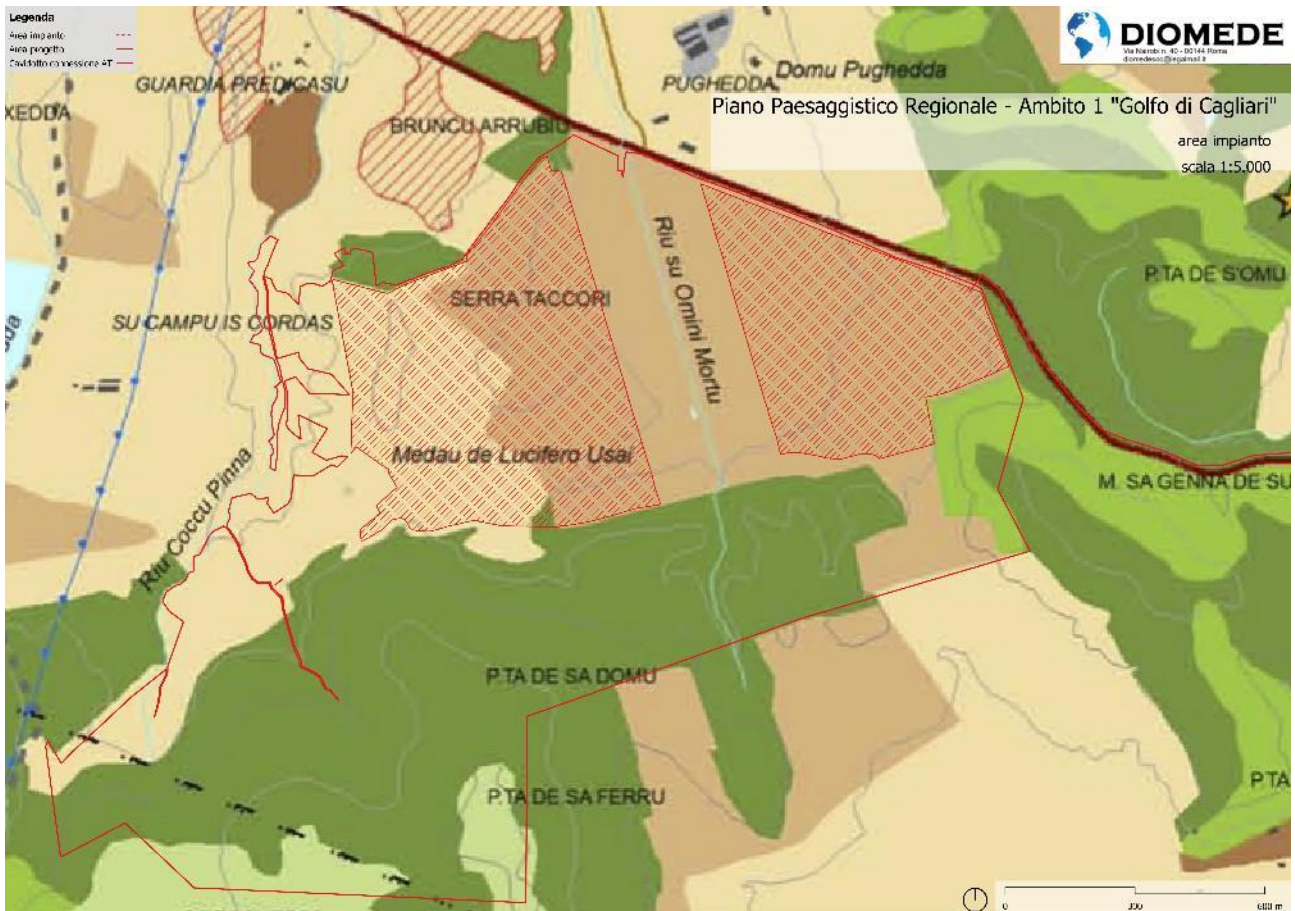 Legenda
Area impianto
Area progetto
Cavidotto connessione AT
DIOMEDE
Via Nairobi n. 40 - 00144 Roma
diomedesoc@legalmail.it
Piano Paesaggistico Regionale - Ambito 1 "Golfo di Cagliari"
area impianto
scala 1:5.000
GUARDIA PREDICASU
PUGHEDDA
Domu Pughedda
XEDDA
BRUNCU ARRUBIU
Riu su Omini Mortu
P.TA DE S'OMU
SERRA TACCORI
SU CAMPU IS CORDAS
Medau de Lucifero Usai
M. SA GENNA DE SU
Riu Coccu Pinna
P.TA DE SA DOMU
P.TA DE SA FERRU
P.TA
0 300 600 m